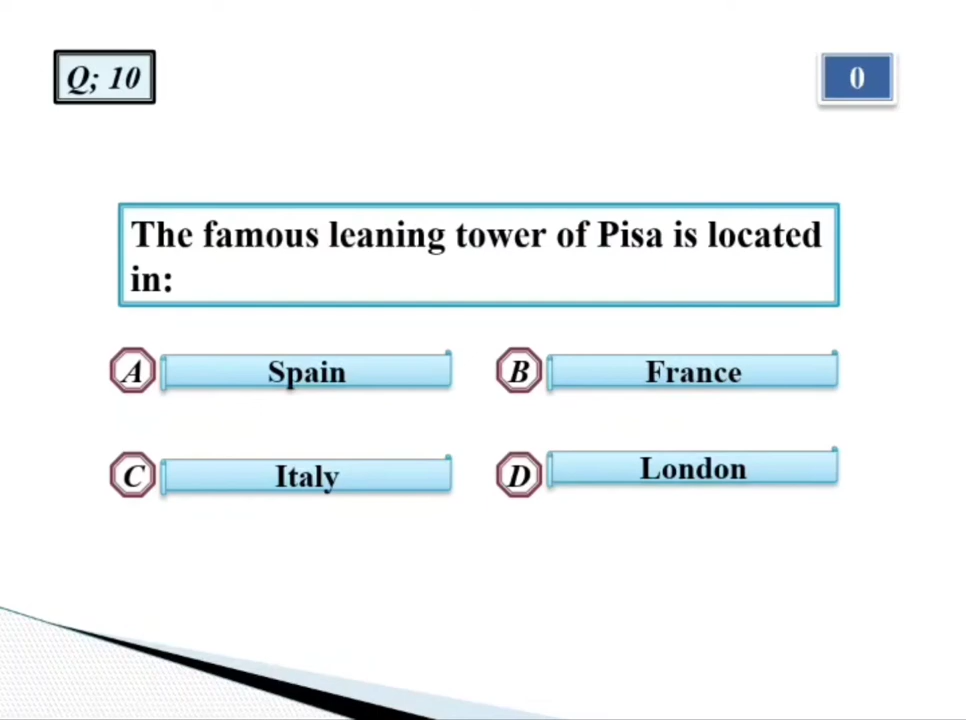 Q; 10
0
The famous leaning tower of Pisa is located
in:
A Spain
B France
C Italy
D London